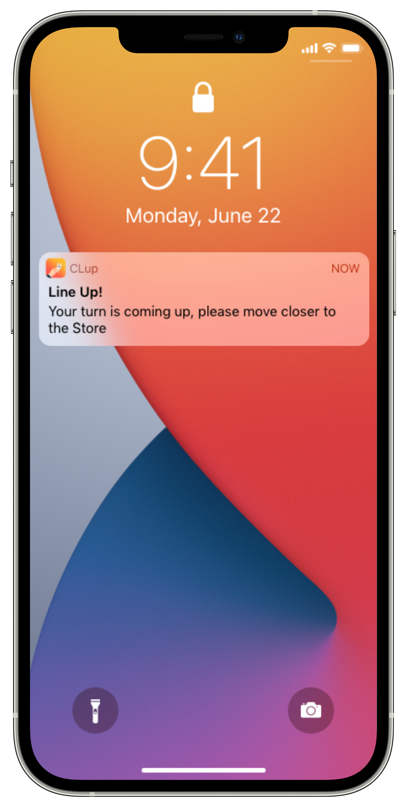 9:41
Monday, June 22
CLup NOW
Line Up!
Your turn is coming up, please move closer to
the Store